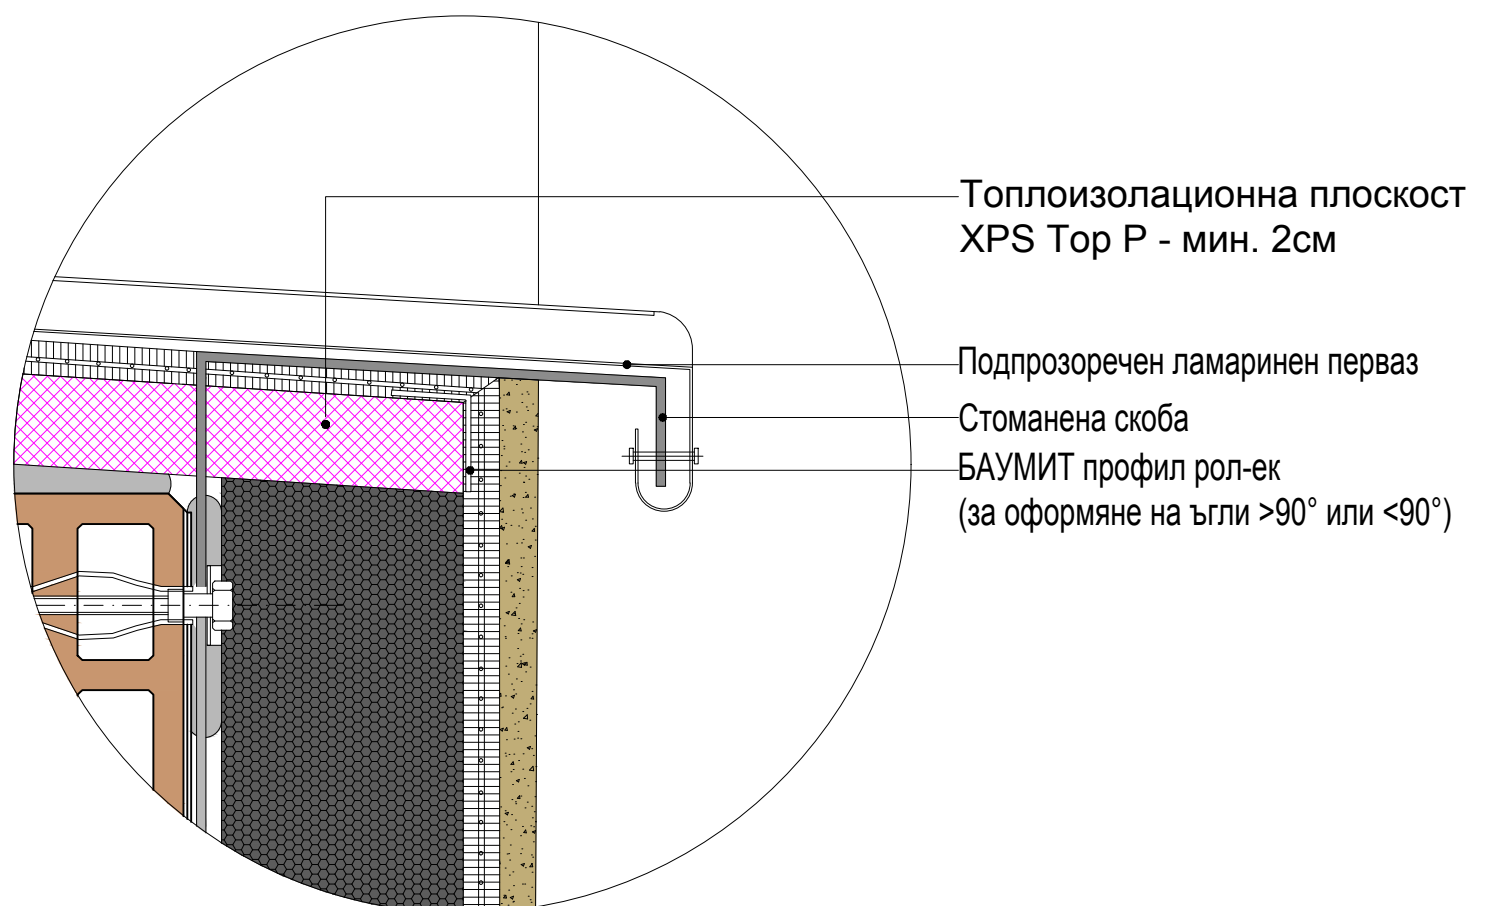 Топлоизолационна плоскост
XPS Top P - мин. 2см
Подпрозоречен ламаринен перваз
Стоманена скоба
БАУМИТ профил рол-ек
(за оформяне на ъгли >90° или <90°)